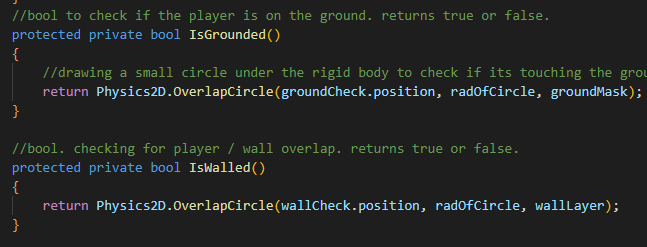 //bool to check if the player is on the ground. returns true or false.
protected private bool IsGrounded()
{
//drawing a small circle under the rigid body to check if its touching the
return Physics2D.OverlapCircle(groundCheck.position, radOfCircle, groundMask);
}
//bool. checking for player / wall overlap. returns true or false.
protected private bool IsWalled()
{
return Physics2D.OverlapCircle(wallCheck.position, radOfCircle, wallLayer);
}